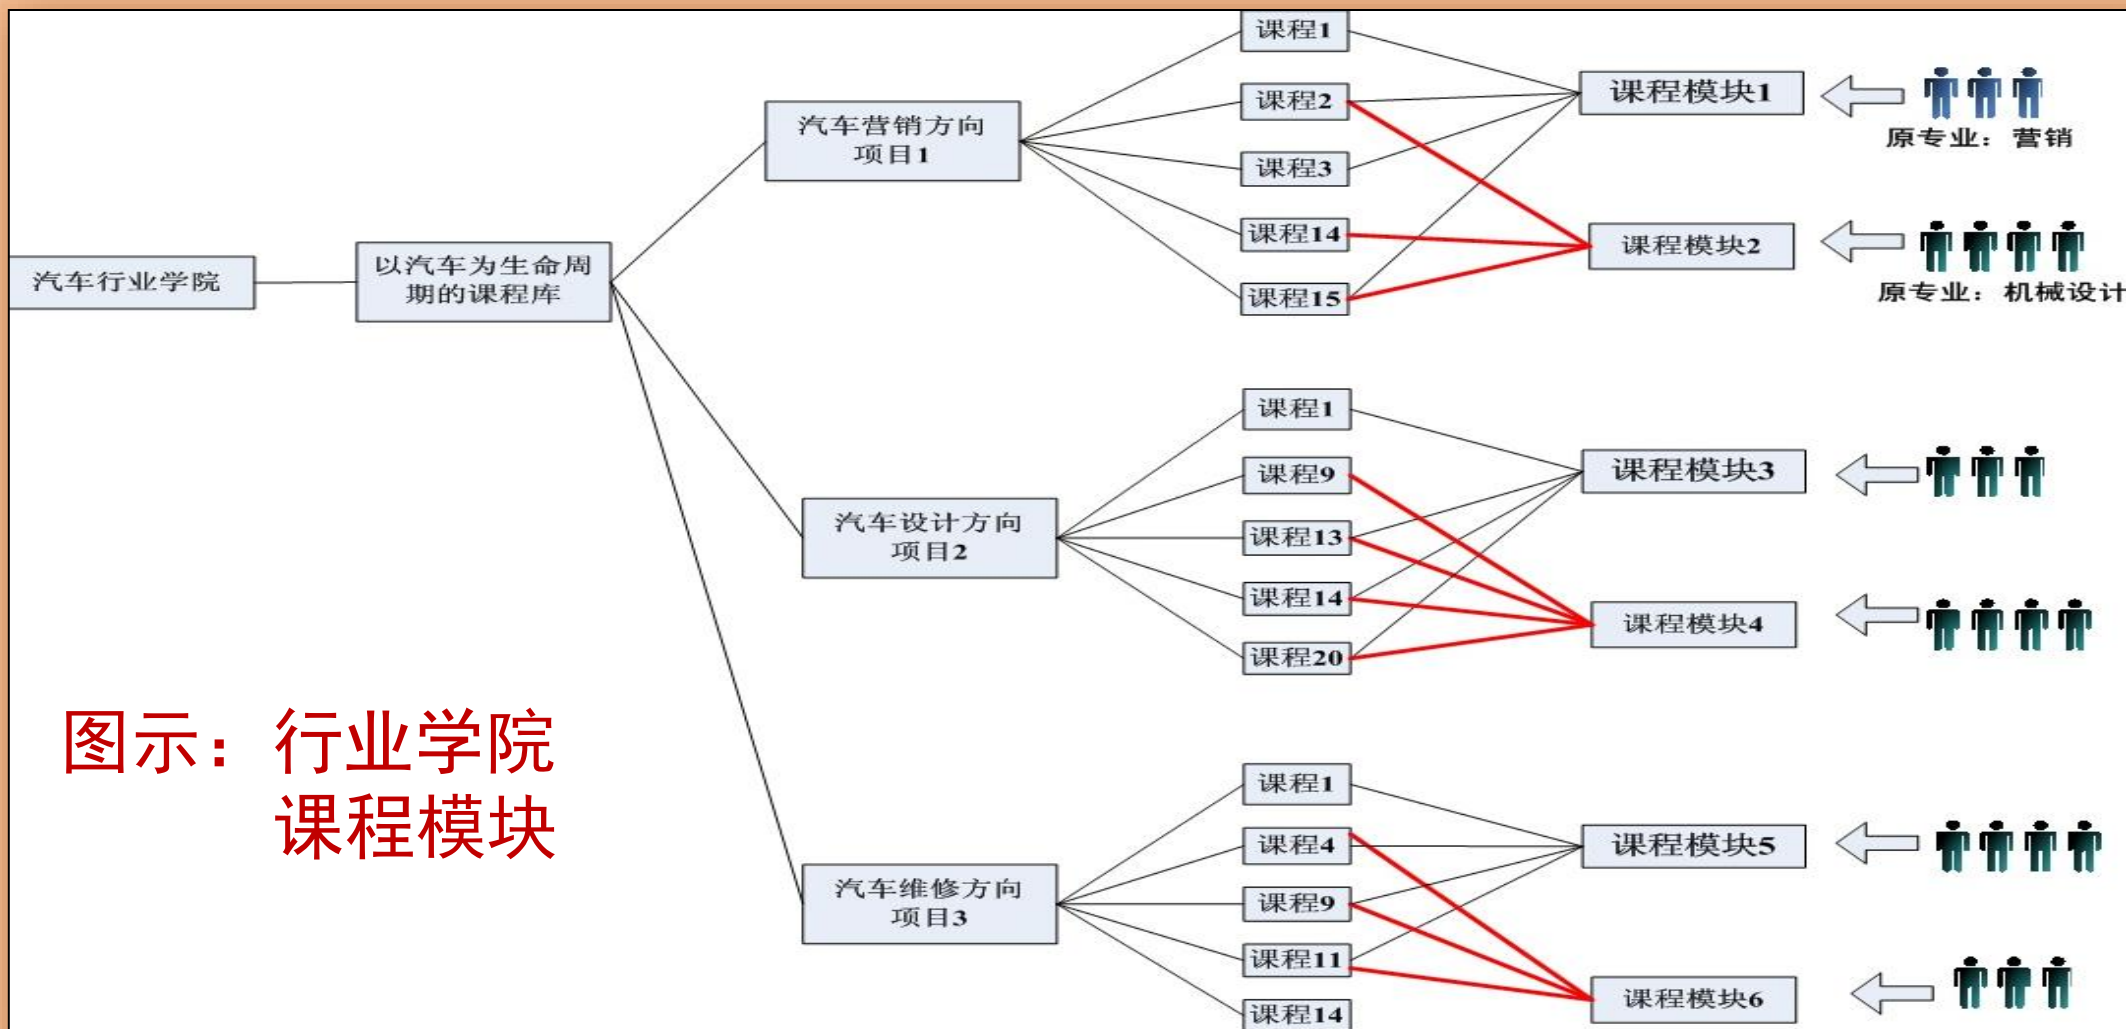 汽车行业学院
以汽车为生命周
期的课程库
汽车营销方向
项目1
课程1
课程2
课程3
课程14
课程15
课程模块1
原专业：营销
课程模块2
原专业：机械设计
汽车设计方向
项目2
课程1
课程9
课程13
课程14
课程20
课程模块3
课程模块4
汽车维修方向
项目3
课程1
课程4
课程9
课程11
课程14
课程模块5
课程模块6
图示：行业学院
课程模块